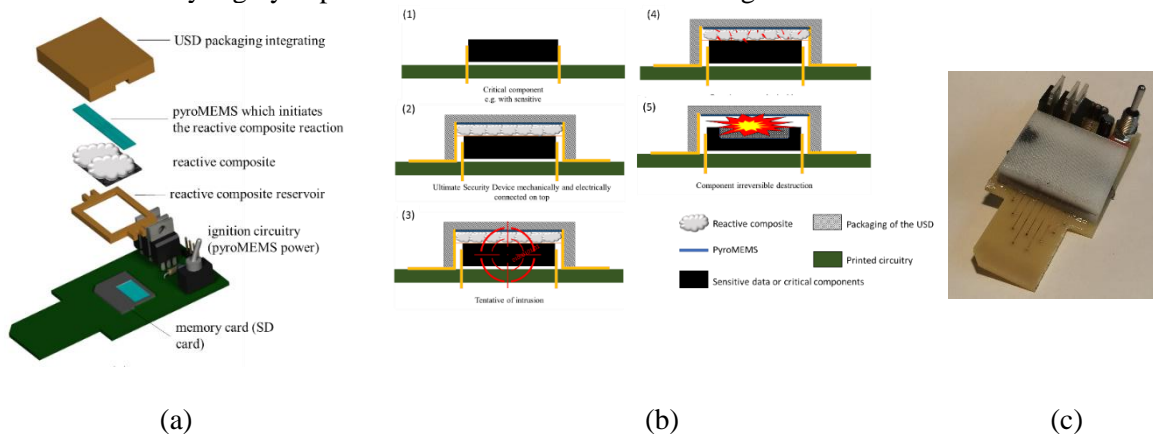 USD packaging integrating
pyroMEMS which initiates
the reactive composite reaction
reactive composite
reactive composite reservoir
ignition circuitry
(pyroMEMS power)
memory card (SD
card)
(a)
(1)
Critical component
e.g. with sensitive
(2)
Ultimate Security Device mechanically and electrically
connected on top
(3)
Tentative of intrusion
(4)
(5)
Component irreversible destruction
Reactive composite
Packaging of the USD
PyroMEMS
Printed circuitry
Sensitive data or critical components
(b)
(c)